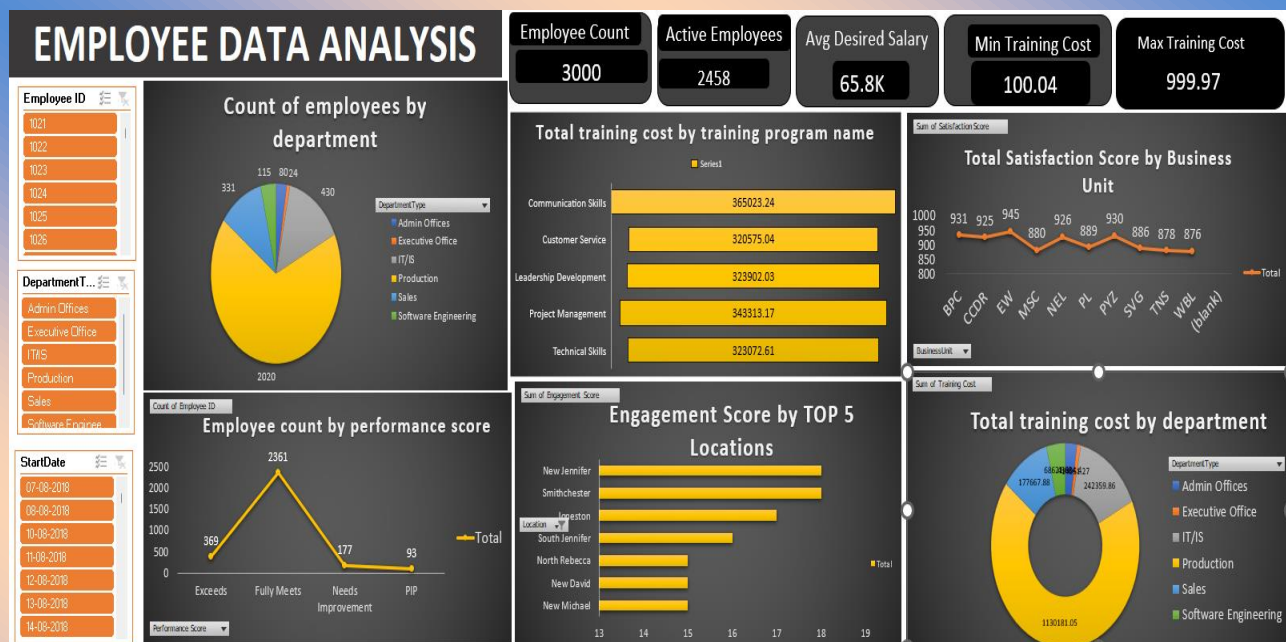 EMPLOYEE DATA ANALYSIS
Employee Count
3000
Active Employees
2458
Avg Desired Salary
65.8K
Min Training Cost
100.04
Max Training Cost
999.97
Employee ID
1021
1022
1023
1024
1025
1026
DepartmentT...
Admin Offices
Executive Office
IT/IS
Production
Sales
Software Enginee
StartDate
07-08-2018
08-08-2018
10-08-2018
11-08-2018
12-08-2018
13-08-2018
14-08-2018
Count of employees by
department
331
115
80
24
430
2020
DepartmentType
Admin Offices
Executive Office
IT/IS
Production
Sales
Software Engineering
Total training cost by training program name
Series1
Communication Skills
365023.24
Customer Service
320575.04
Leadership Development
323902.03
Project Management
343313.17
Technical Skills
323072.61
Sum of Satisfaction Score
Total Satisfaction Score by Business
Unit
1000
950
900
850
800
931
925
945
880
926
889
930
886
878
876
Total
BPC
CCDR
EW
MSC
NEL
PL
PYZ
SVG
TNS
WBL
(blank)
BusinessUnit
Count of Employee ID
Employee count by performance score
2500
2000
1500
1000
500
0
369
2361
177
93
Total
Exceeds
Fully Meets
Needs
Improvement
PIP
Performance Score
Sum of Engagement Score
Engagement Score by TOP 5
Locations
New Jennifer
Smithchester
Location
South Jennifer
North Rebecca
New David
New Michael
Total
13
14
15
16
17
18
19
Sum of Training Cost
Total training cost by department
177667.88
242359.86
1130181.05
DepartmentType
Admin Offices
Executive Office
IT/IS
Production
Sales
Software Engineering